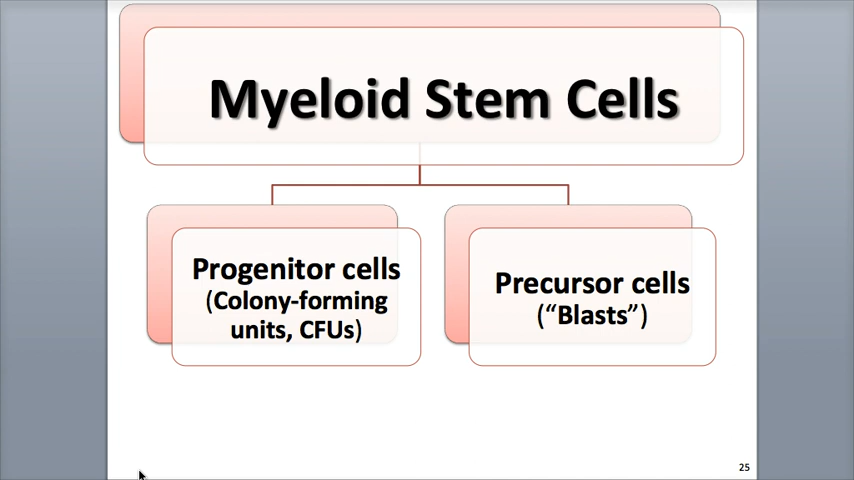 Myeloid Stem Cells
Progenitor cells
(Colony-forming
units, CFUs)
Precursor cells
(“Blasts”)
25